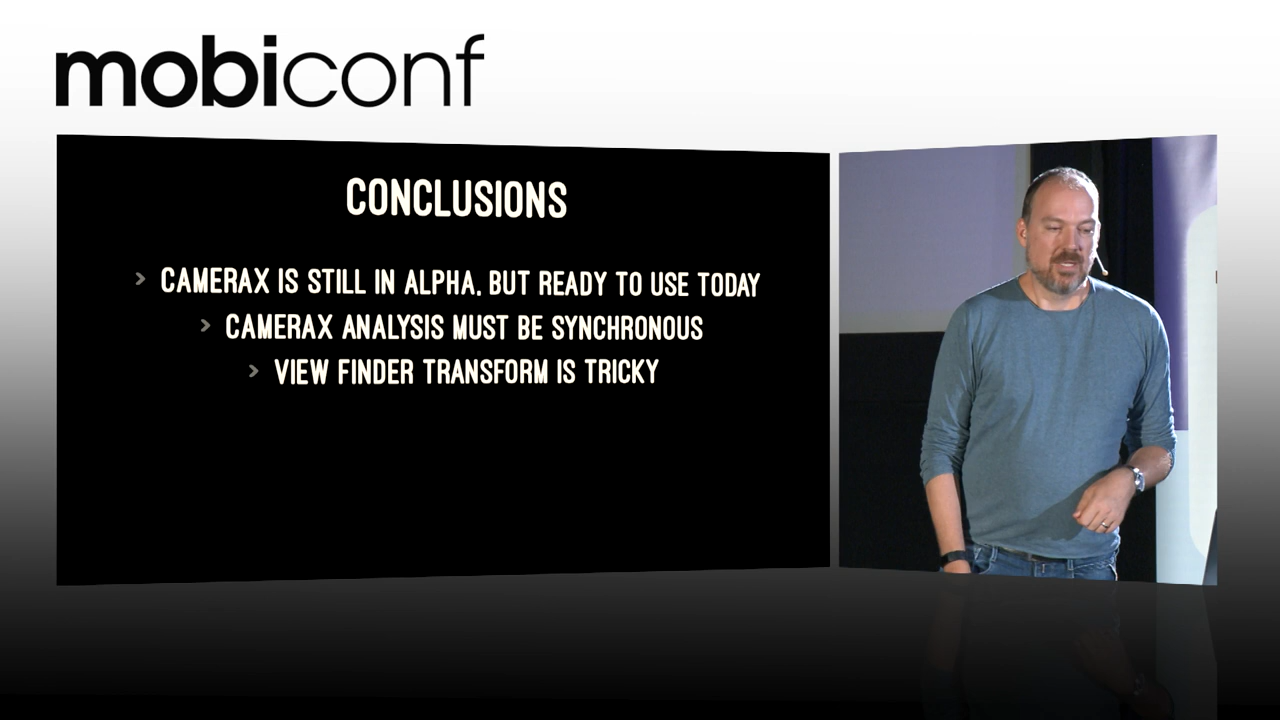 mobiconf
CONCLUSIONS
> CAMERAX IS STILL IN ALPHA, BUT READY TO USE TODAY
> CAMERAX ANALYSIS MUST BE SYNCHRONOUS
> VIEW FINDER TRANSFORM IS TRICKY